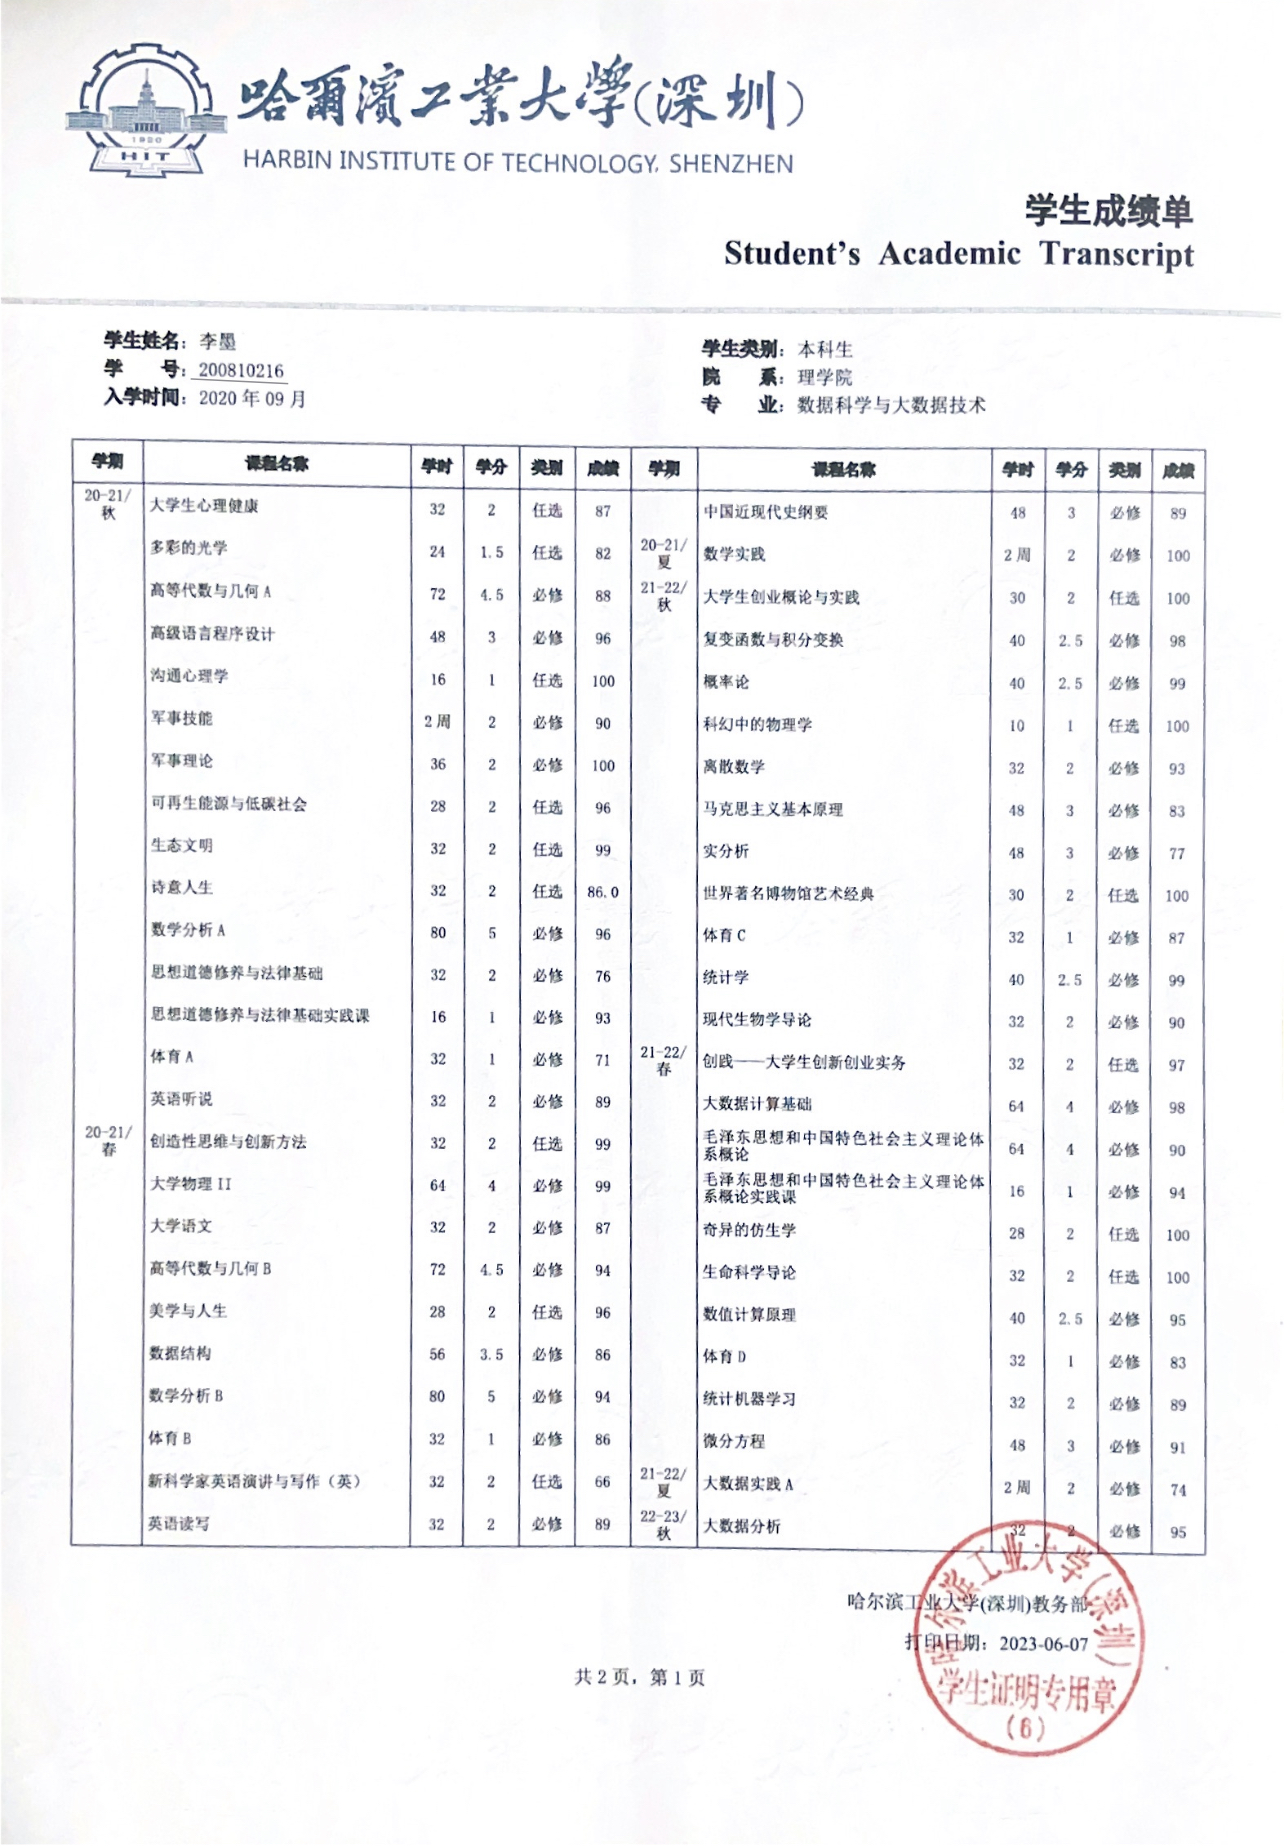 哈爾濱工業大學(深圳)
1920
HIT
HARBIN INSTITUTE OF TECHNOLOGY, SHENZHEN
学生成绩单
Student's Academic Transcript
学生姓名: 李墨
学生类别: 本科生
学 号: 200810216
院 系: 理学院
入学时间: 2020 年 09 月
专 业: 数据科学与大数据技术
学期 课程名称 学时 学分 类别 成绩 学期 课程名称 学时 学分 类别 成绩
20-21/秋 大学生心理健康 32 2 任选 87 中国近现代史纲要 48 3 必修 89
多彩的光学 24 1.5 任选 82 20-21/夏 数学实践 2 周 2 必修 100
高等代数与几何 A 72 4.5 必修 88 21-22/秋 大学生创业概论与实践 30 2 任选 100
高级语言程序设计 48 3 必修 96 复变函数与积分变换 40 2.5 必修 98
沟通心理学 16 1 任选 100 概率论 40 2.5 必修 99
军事技能 2 周 2 必修 90 科幻中的物理学 10 1 任选 100
军事理论 36 2 必修 100 离散数学 32 2 必修 93
可再生能源与低碳社会 28 2 任选 96 马克思主义基本原理 48 3 必修 83
生态文明 32 2 任选 99 实分析 48 3 必修 77
诗意人生 32 2 任选 86.0 世界著名博物馆艺术经典 30 2 任选 100
数学分析 A 80 5 必修 96 体育 C 32 1 必修 87
思想道德修养与法律基础 32 2 必修 76 统计学 40 2.5 必修 99
思想道德修养与法律基础实践课 16 1 必修 93 现代生物学导论 32 2 必修 90
体育 A 32 1 必修 71 21-22/春 创践——大学生创新创业实务 32 2 任选 97
英语听说 32 2 必修 89 大数据计算基础 64 4 必修 98
20-21/春 创造性思维与创新方法 32 2 任选 99 毛泽东思想和中国特色社会主义理论体系概论 64 4 必修 90
大学物理 II 64 4 必修 99 毛泽东思想和中国特色社会主义理论体系概论实践课 16 1 必修 94
大学语文 32 2 必修 87 奇异的仿生学 28 2 任选 100
高等代数与几何 B 72 4.5 必修 94 生命科学导论 32 2 任选 100
美学与人生 28 2 任选 96 数值计算原理 40 2.5 必修 95
数据结构 56 3.5 必修 86 体育 D 32 1 必修 83
数学分析 B 80 5 必修 94 统计机器学习 32 2 必修 89
体育 B 32 1 必修 86 微分方程 48 3 必修 91
新科学家英语演讲与写作（英） 32 2 任选 66 21-22/夏 大数据实践 A 2 周 2 必修 74
英语读写 32 2 必修 89 22-23/秋 大数据分析 32 2 必修 95
哈尔滨工业大学(深圳)教务部
打印日期: 2023-06-07
共 2 页, 第 1 页
哈尔滨工业大学(深圳)
学生证明专用章
(6)